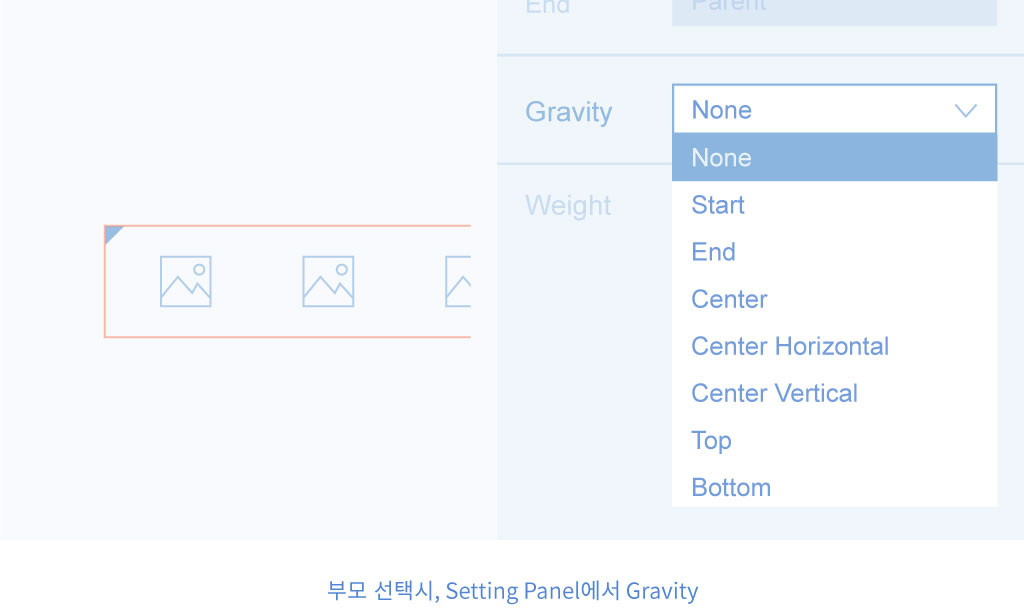 End
Parent
Gravity
None
None
Start
End
Center
Center Horizontal
Center Vertical
Top
Bottom
Weight
부모 선택시, Setting Panel에서 Gravity